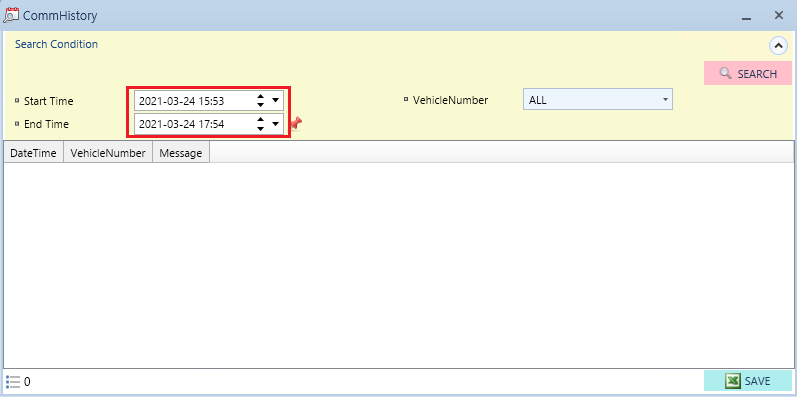 CommHistory
Search Condition
SEARCH
Start Time 2021-03-24 15:53 VehicleNumber ALL
End Time 2021-03-24 17:54
DateTime VehicleNumber Message
0 SAVE